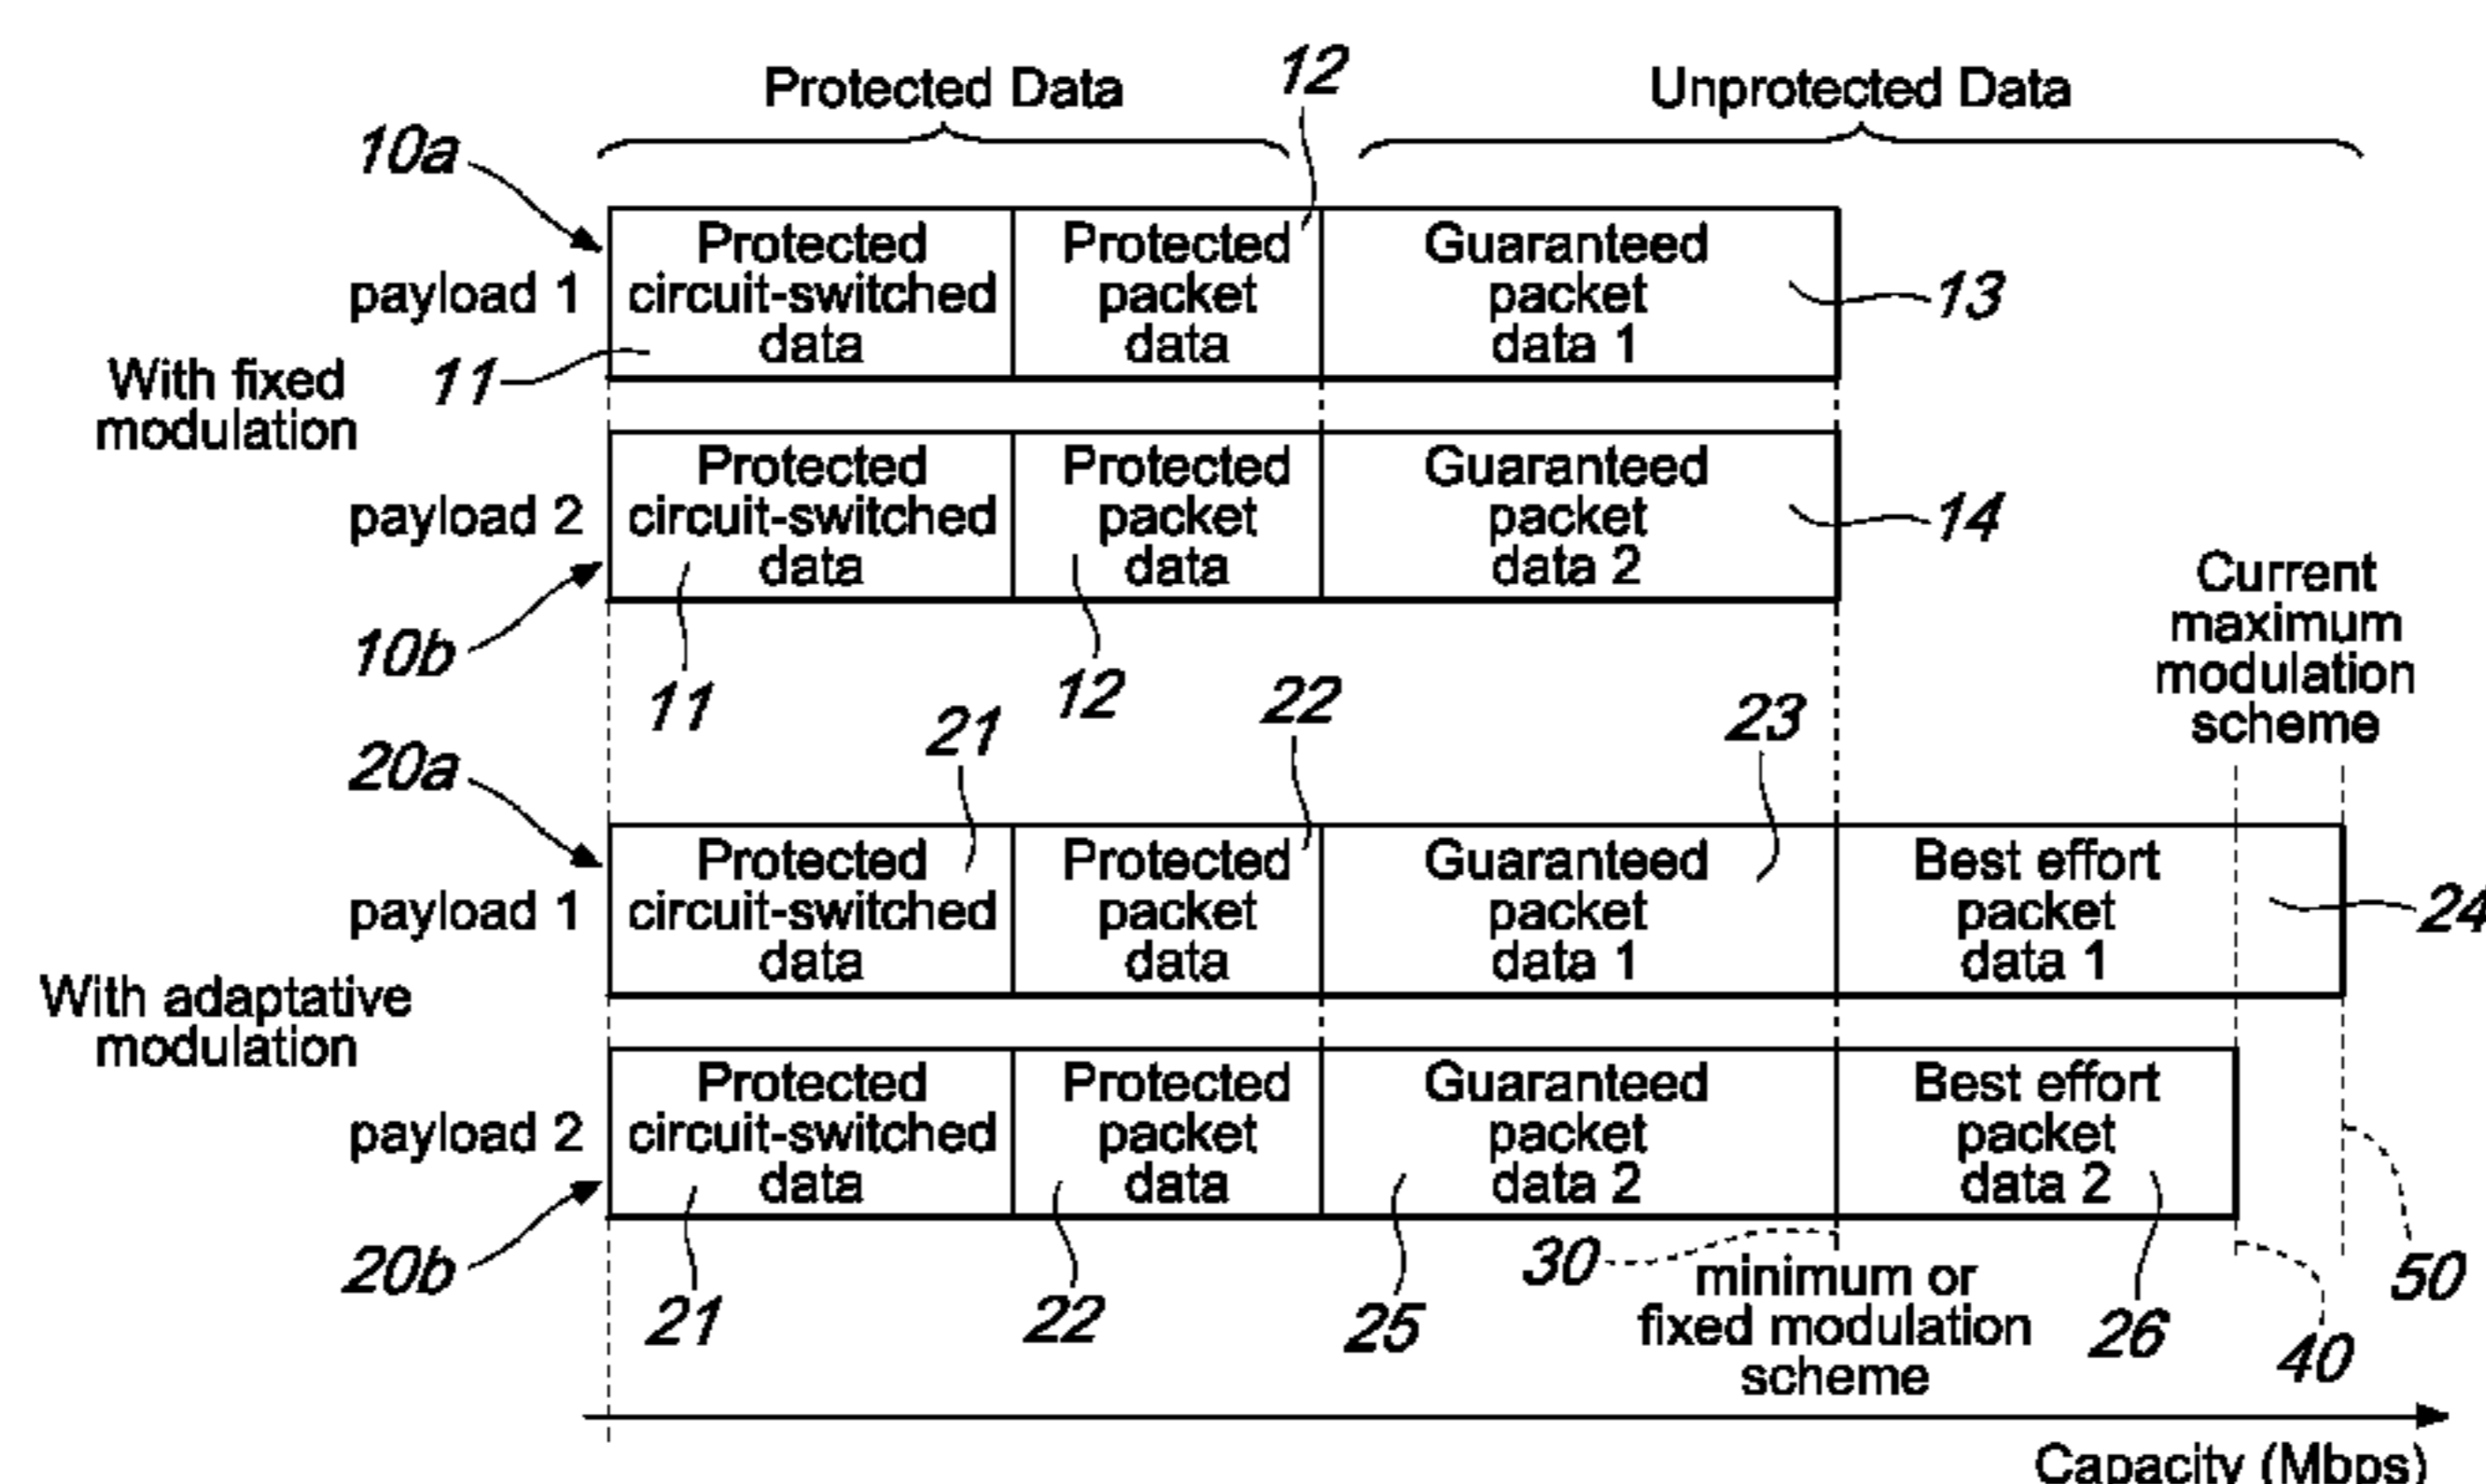 Protected Data
12
Unprotected Data
10a
payload 1
Protected
circuit-switched
data
Protected
packet
data
Guaranteed
packet
data 1
13
11
With fixed
modulation
payload 2
Protected
circuit-switched
data
Protected
packet
data
Guaranteed
packet
data 2
14
10b
11
12
Current
maximum
modulation
scheme
20a
21
22
23
payload 1
Protected
circuit-switched
data
Protected
packet
data
Guaranteed
packet
data 1
Best effort
packet
data 1
24
With adaptative
modulation
payload 2
Protected
circuit-switched
data
Protected
packet
data
Guaranteed
packet
data 2
Best effort
packet
data 2
20b
21
22
25
30
minimum or
fixed modulation
scheme
26
40
50
Capacity (Mbps)